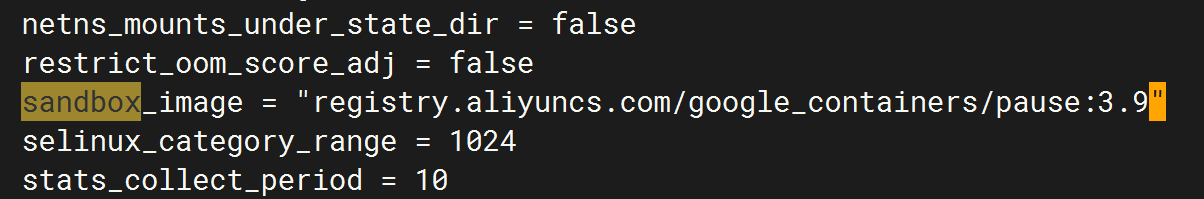 netns_mounts_under_state_dir = false
restrict_oom_score_adj = false
sandbox_image = "registry.aliyuncs.com/google_containers/pause:3.9"
selinux_category_range = 1024
stats_collect_period = 10